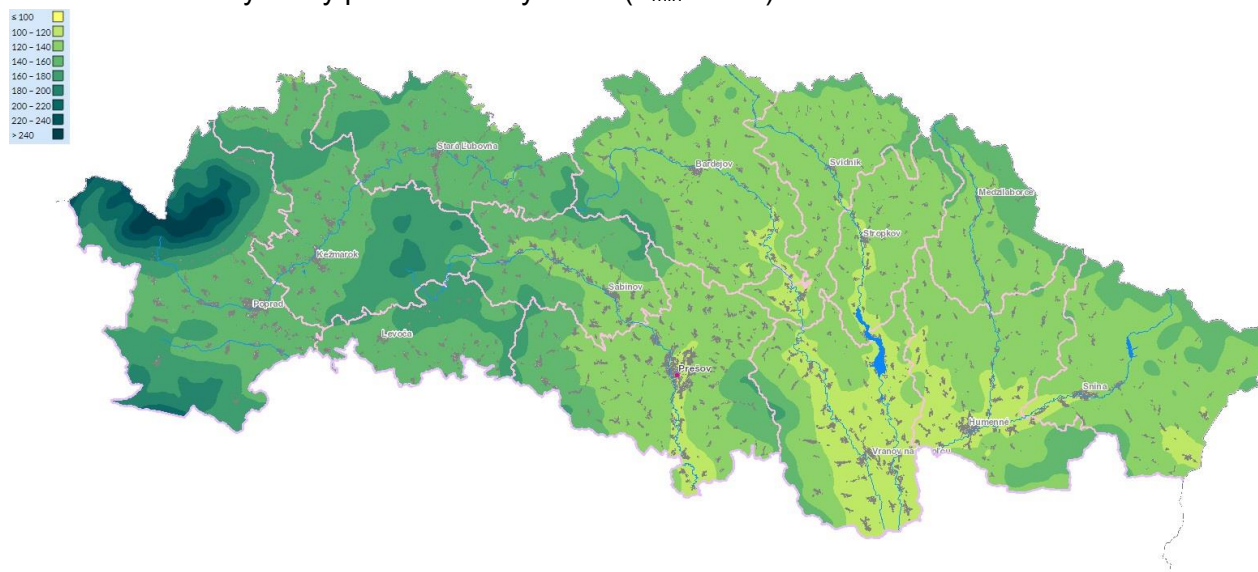 ≤ 100
100 – 120
120 – 140
140 – 160
160 – 180
180 – 200
200 – 220
220 – 240
> 240
Stará Ľubovňa
Bardejov
Svidník
Medzilaborce
Stropkov
Kežmarok
Sabinov
Poprad
Levoča
Prešov
Snina
Humenné
Vranov na